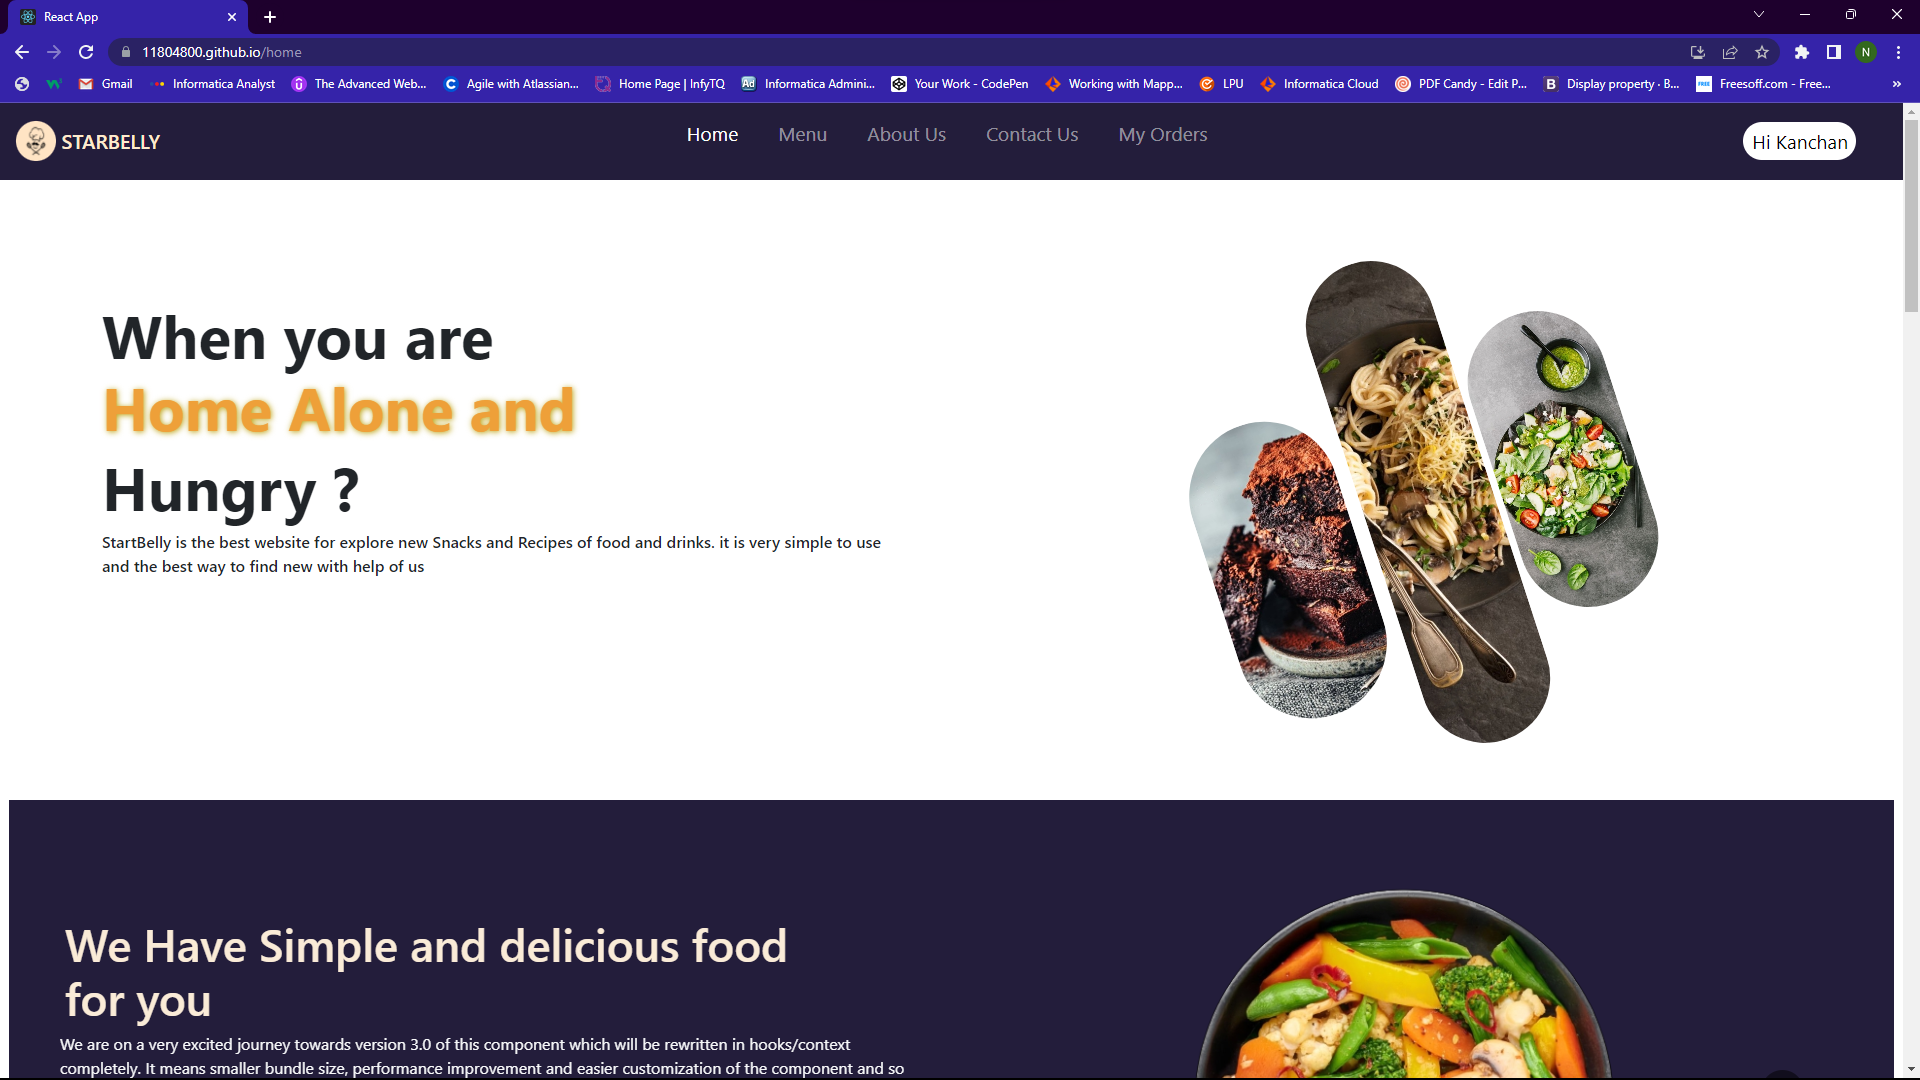 React App
11804800.github.io/home
N
Gmail
Informatica Analyst
The Advanced Web...
Agile with Atlassian...
Home Page | InfyTQ
Ad
Informatica Admini...
Your Work - CodePen
Working with Mapp...
LPU
Informatica Cloud
PDF Candy - Edit P...
B
Display property · B...
FREE
Freesoff.com - Free...
»
STARBELLY
Home
Menu
About Us
Contact Us
My Orders
Hi Kanchan
When you are
Home Alone and
Hungry ?
StartBelly is the best website for explore new Snacks and Recipes of food and drinks. it is very simple to use
and the best way to find new with help of us
We Have Simple and delicious food
for you
We are on a very excited journey towards version 3.0 of this component which will be rewritten in hooks/context
completely. It means smaller bundle size, performance improvement and easier customization of the component and so